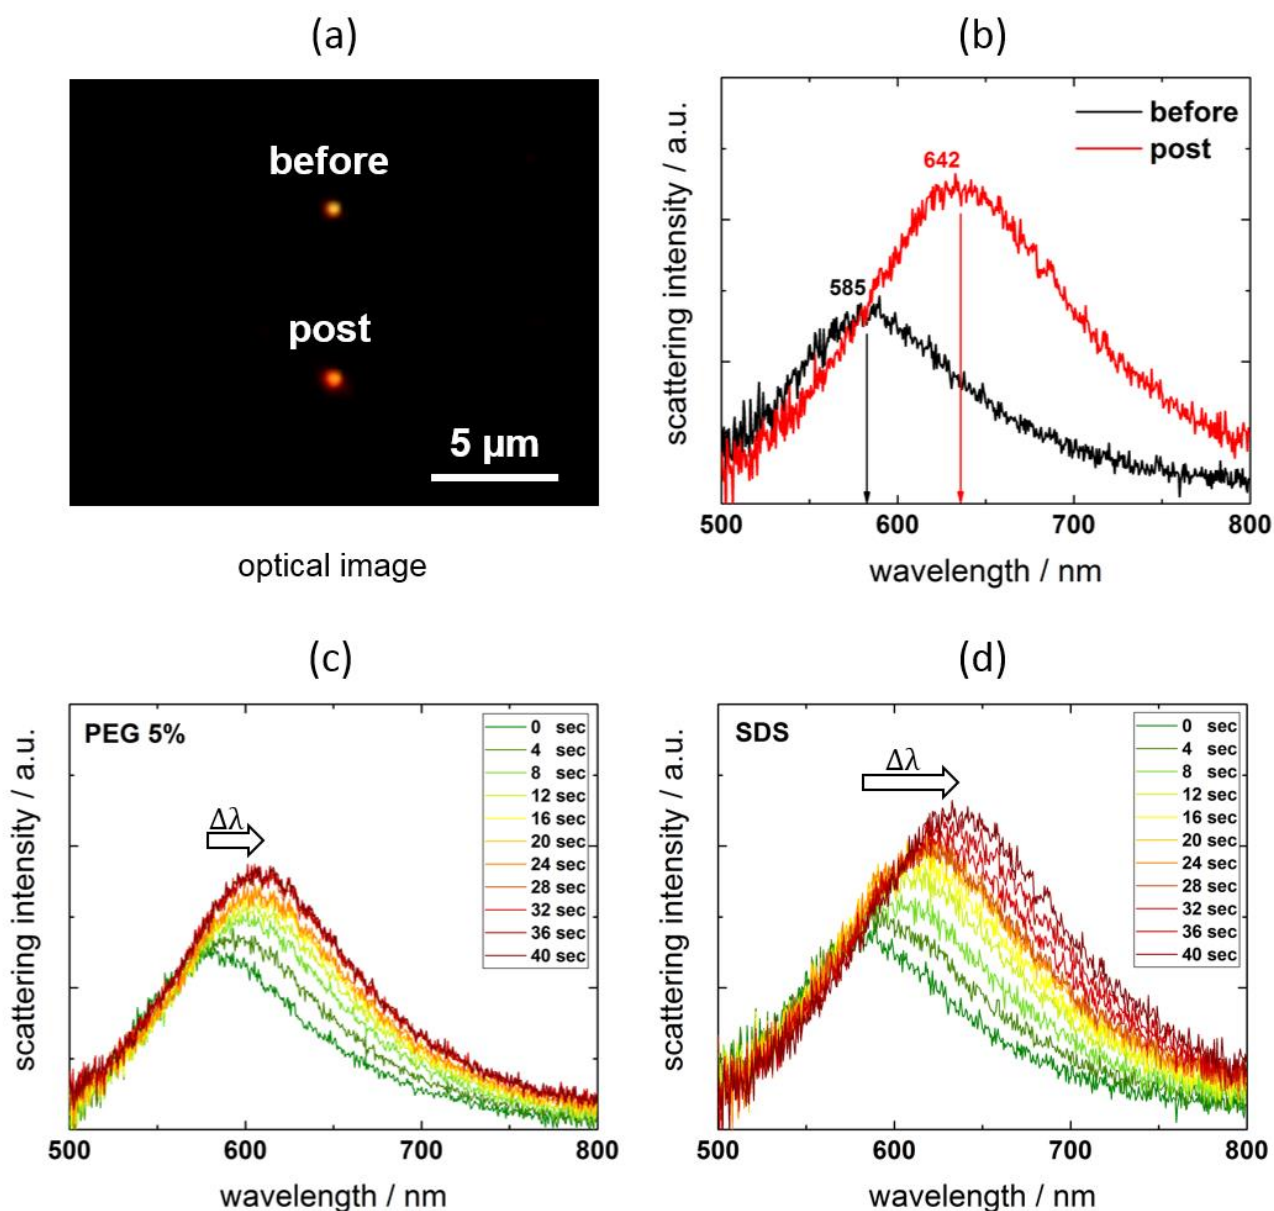 (a)
before
post
5 µm
optical image
(b)
scattering intensity / a.u.
before
post
642
585
500 600 700 800
wavelength / nm
(c)
scattering intensity / a.u.
PEG 5%
Δλ
0 sec
4 sec
8 sec
12 sec
16 sec
20 sec
24 sec
28 sec
32 sec
36 sec
40 sec
500 600 700 800
wavelength / nm
(d)
scattering intensity / a.u.
SDS
Δλ
0 sec
4 sec
8 sec
12 sec
16 sec
20 sec
24 sec
28 sec
32 sec
36 sec
40 sec
500 600 700 800
wavelength / nm